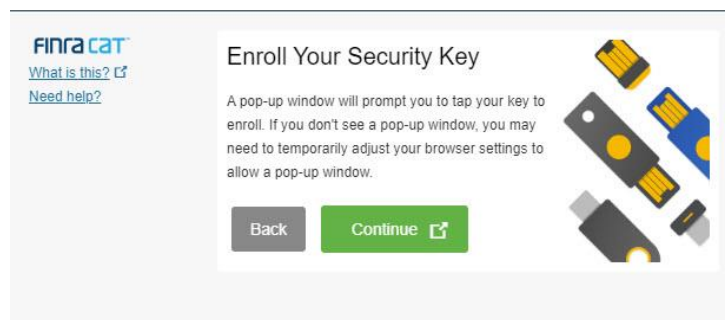 FINra CaT
What is this?
Need help?
Enroll Your Security Key
A pop-up window will prompt you to tap your key to
enroll. If you don't see a pop-up window, you may
need to temporarily adjust your browser settings to
allow a pop-up window.
Back
Continue